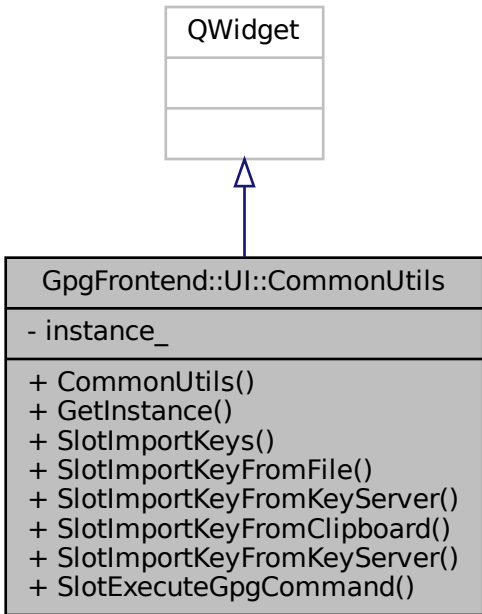 QWidget
GpgFrontend::UI::CommonUtils
- instance_
+ CommonUtils()
+ GetInstance()
+ SlotImportKeys()
+ SlotImportKeyFromFile()
+ SlotImportKeyFromKeyServer()
+ SlotImportKeyFromClipboard()
+ SlotImportKeyFromKeyServer()
+ SlotExecuteGpgCommand()